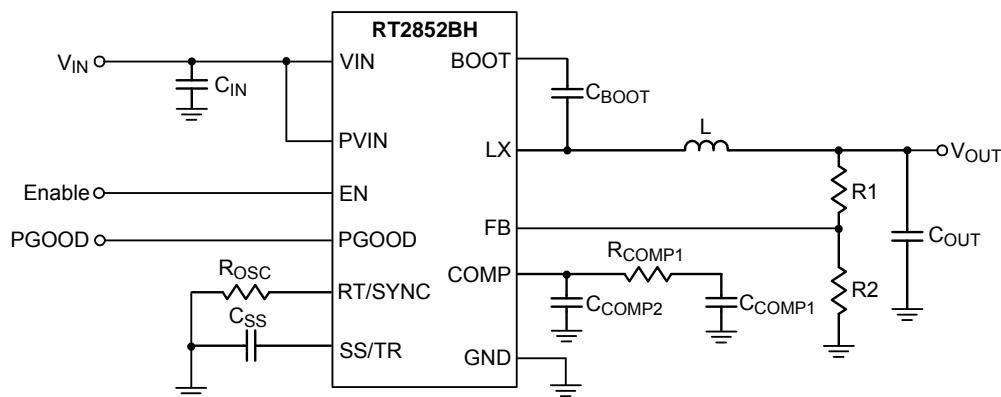 RT2852BH
V_IN
C_IN
VIN
PVIN
Enable
EN
PGOOD
PGOOD
R_OSC
RT/SYNC
C_SS
SS/TR
BOOT
C_BOOT
LX
L
V_OUT
R1
FB
C_OUT
R_COMP1
COMP
C_COMP2
C_COMP1
R2
GND